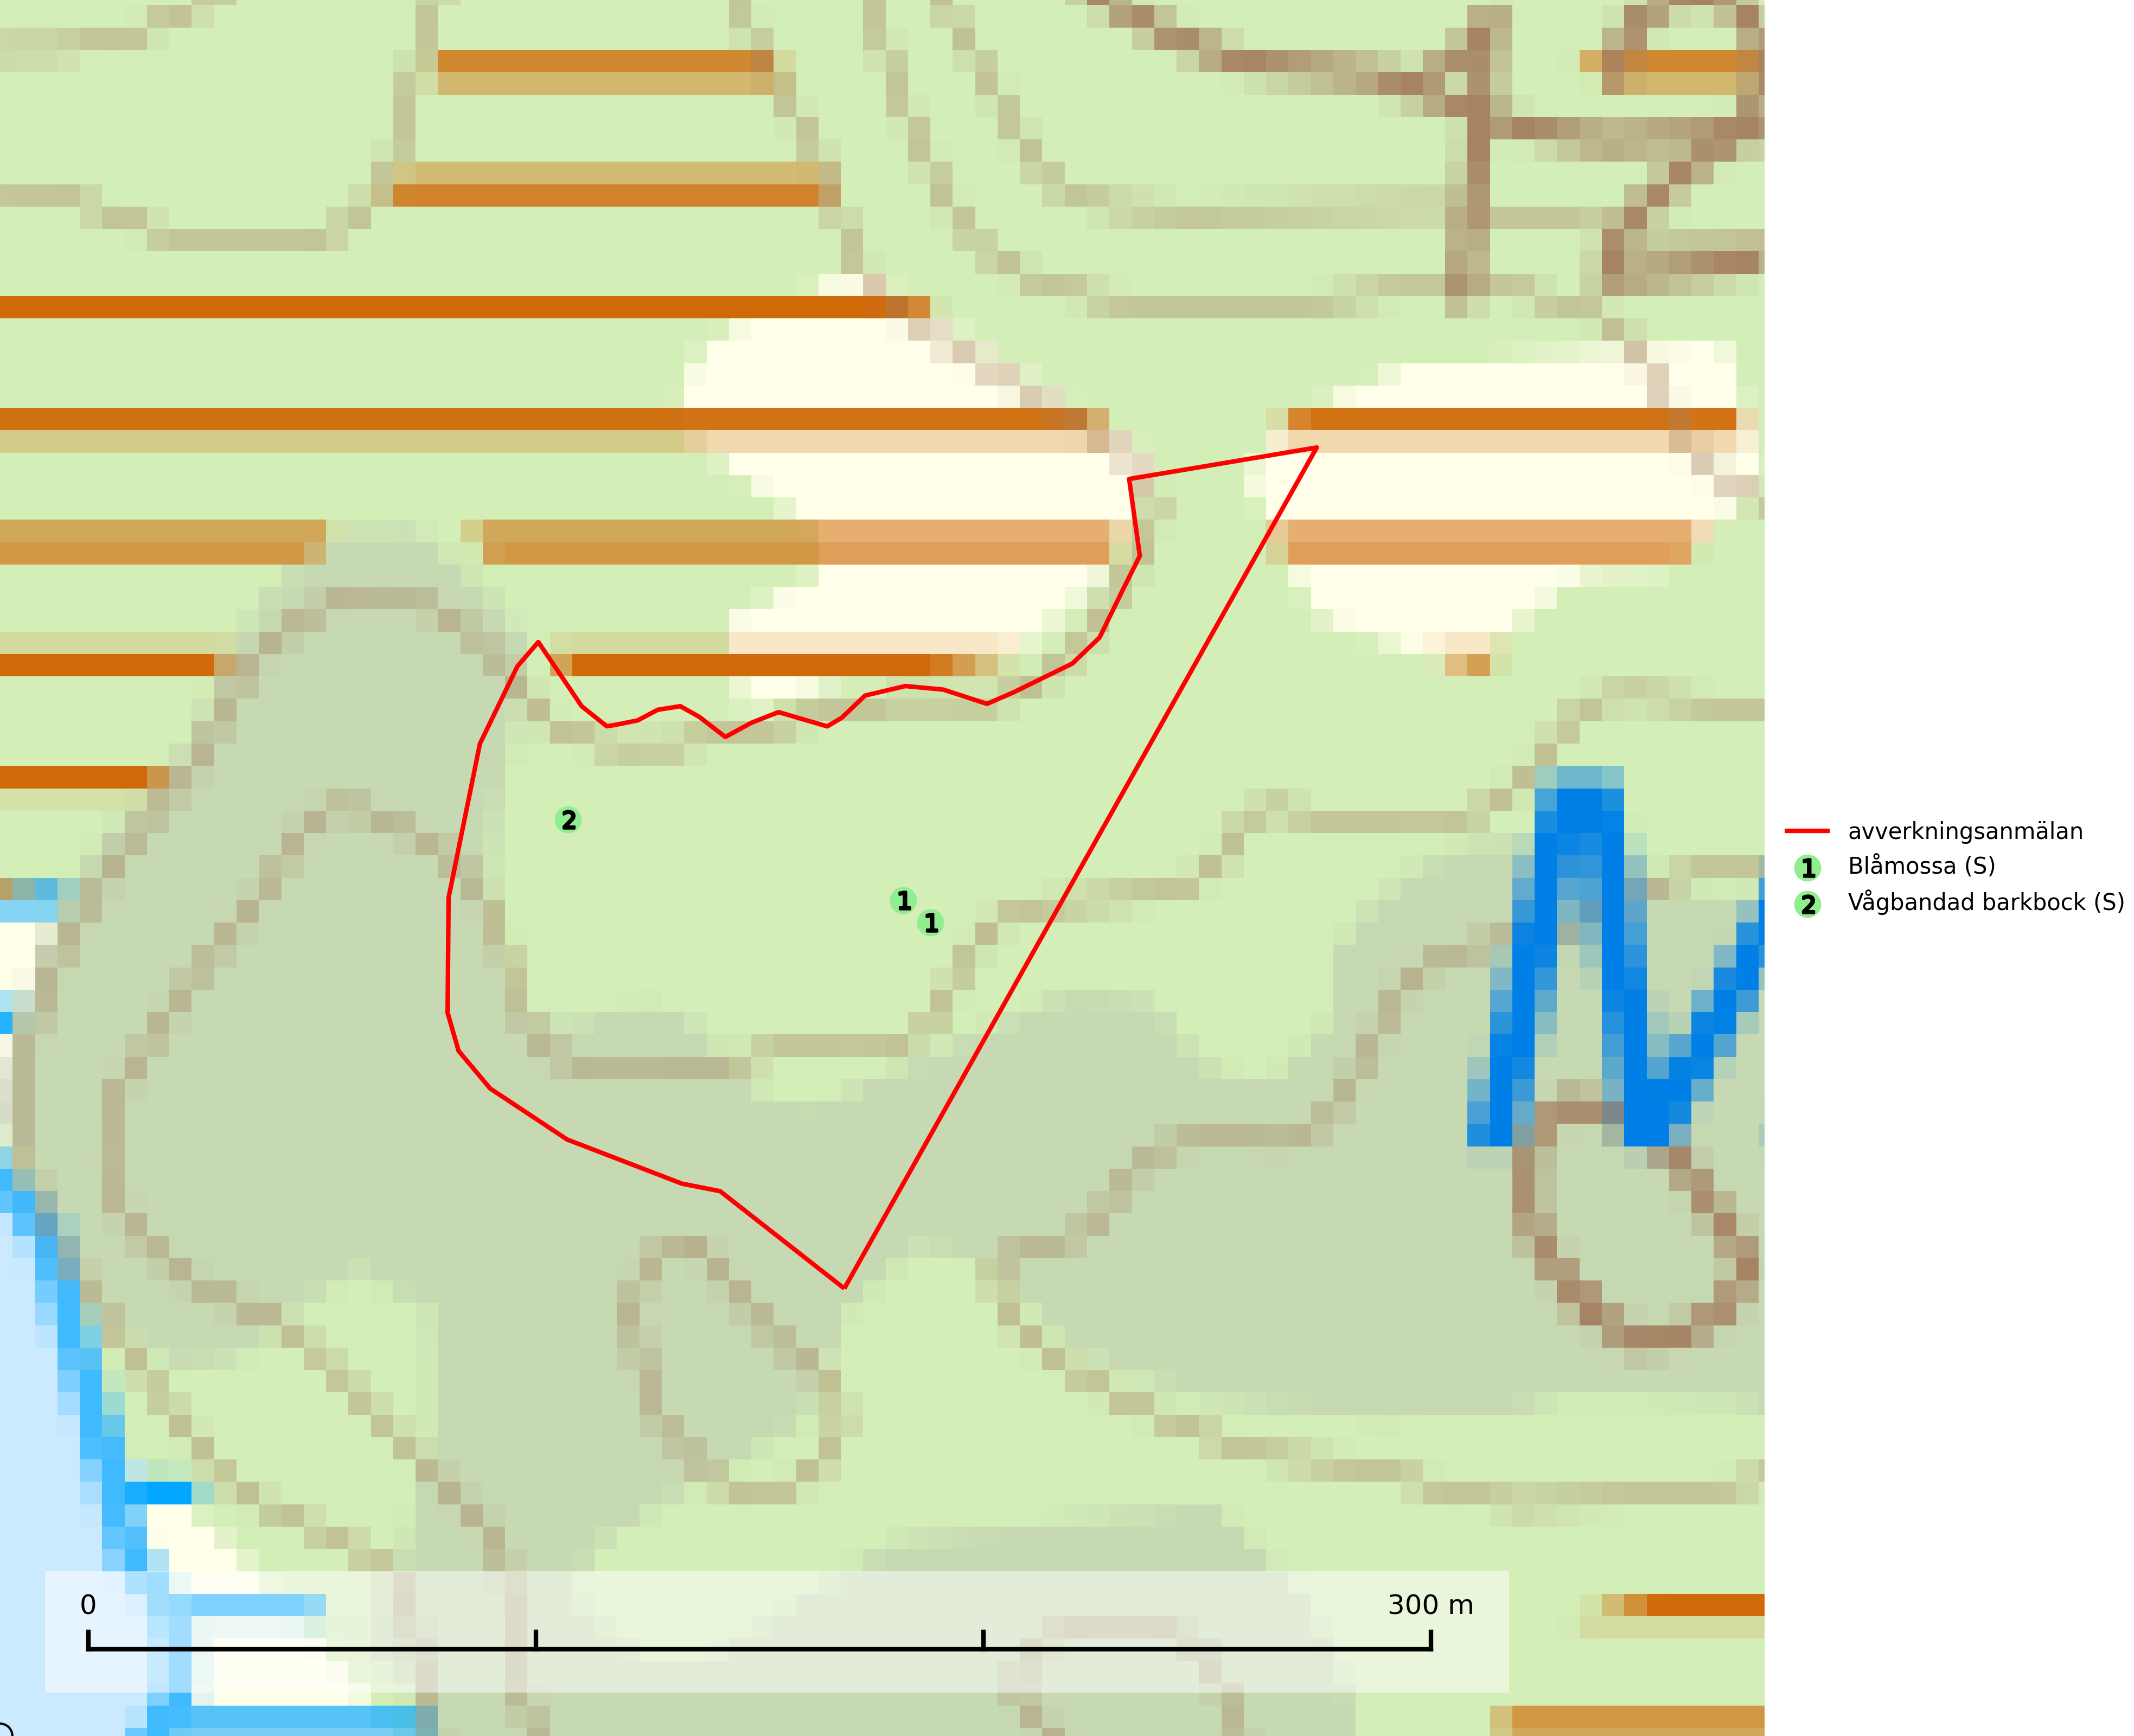 2
1
1
avverkningsanmälan
1 Blåmossa (S)
2 Vågbandad barkbock (S)
0 300 m